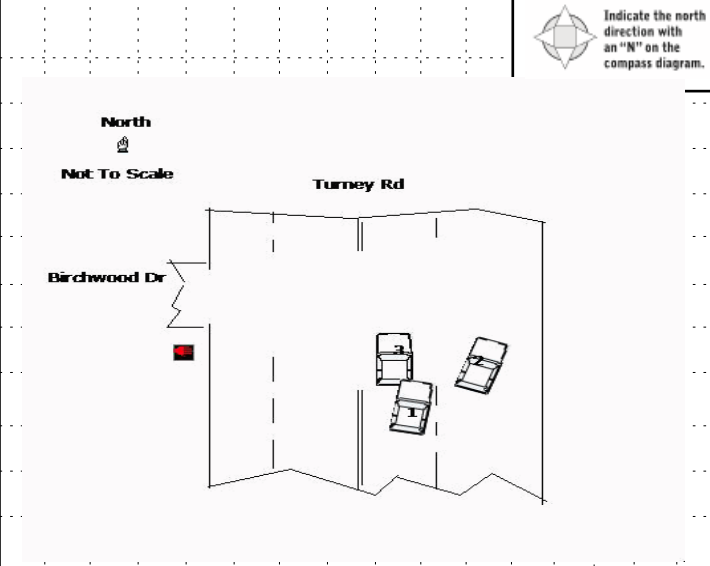 Indicate the north
direction with
an "N" on the
compass diagram.
North
Not To Scale
Turney Rd
Birchwood Dr
3
2
1